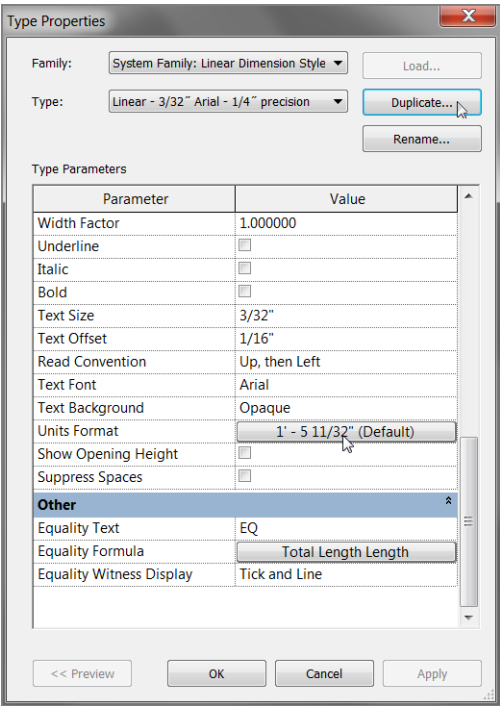 Type Properties
Family: System Family: Linear Dimension Style Load...
Type: Linear - 3/32˝ Arial - 1/4˝ precision Duplicate...
Rename...
Type Parameters
Parameter Value
Width Factor 1.000000
Underline
Italic
Bold
Text Size 3/32"
Text Offset 1/16"
Read Convention Up, then Left
Text Font Arial
Text Background Opaque
Units Format 1' - 5 11/32" (Default)
Show Opening Height
Suppress Spaces
Other
Equality Text EQ
Equality Formula Total Length Length
Equality Witness Display Tick and Line
<< Preview OK Cancel Apply